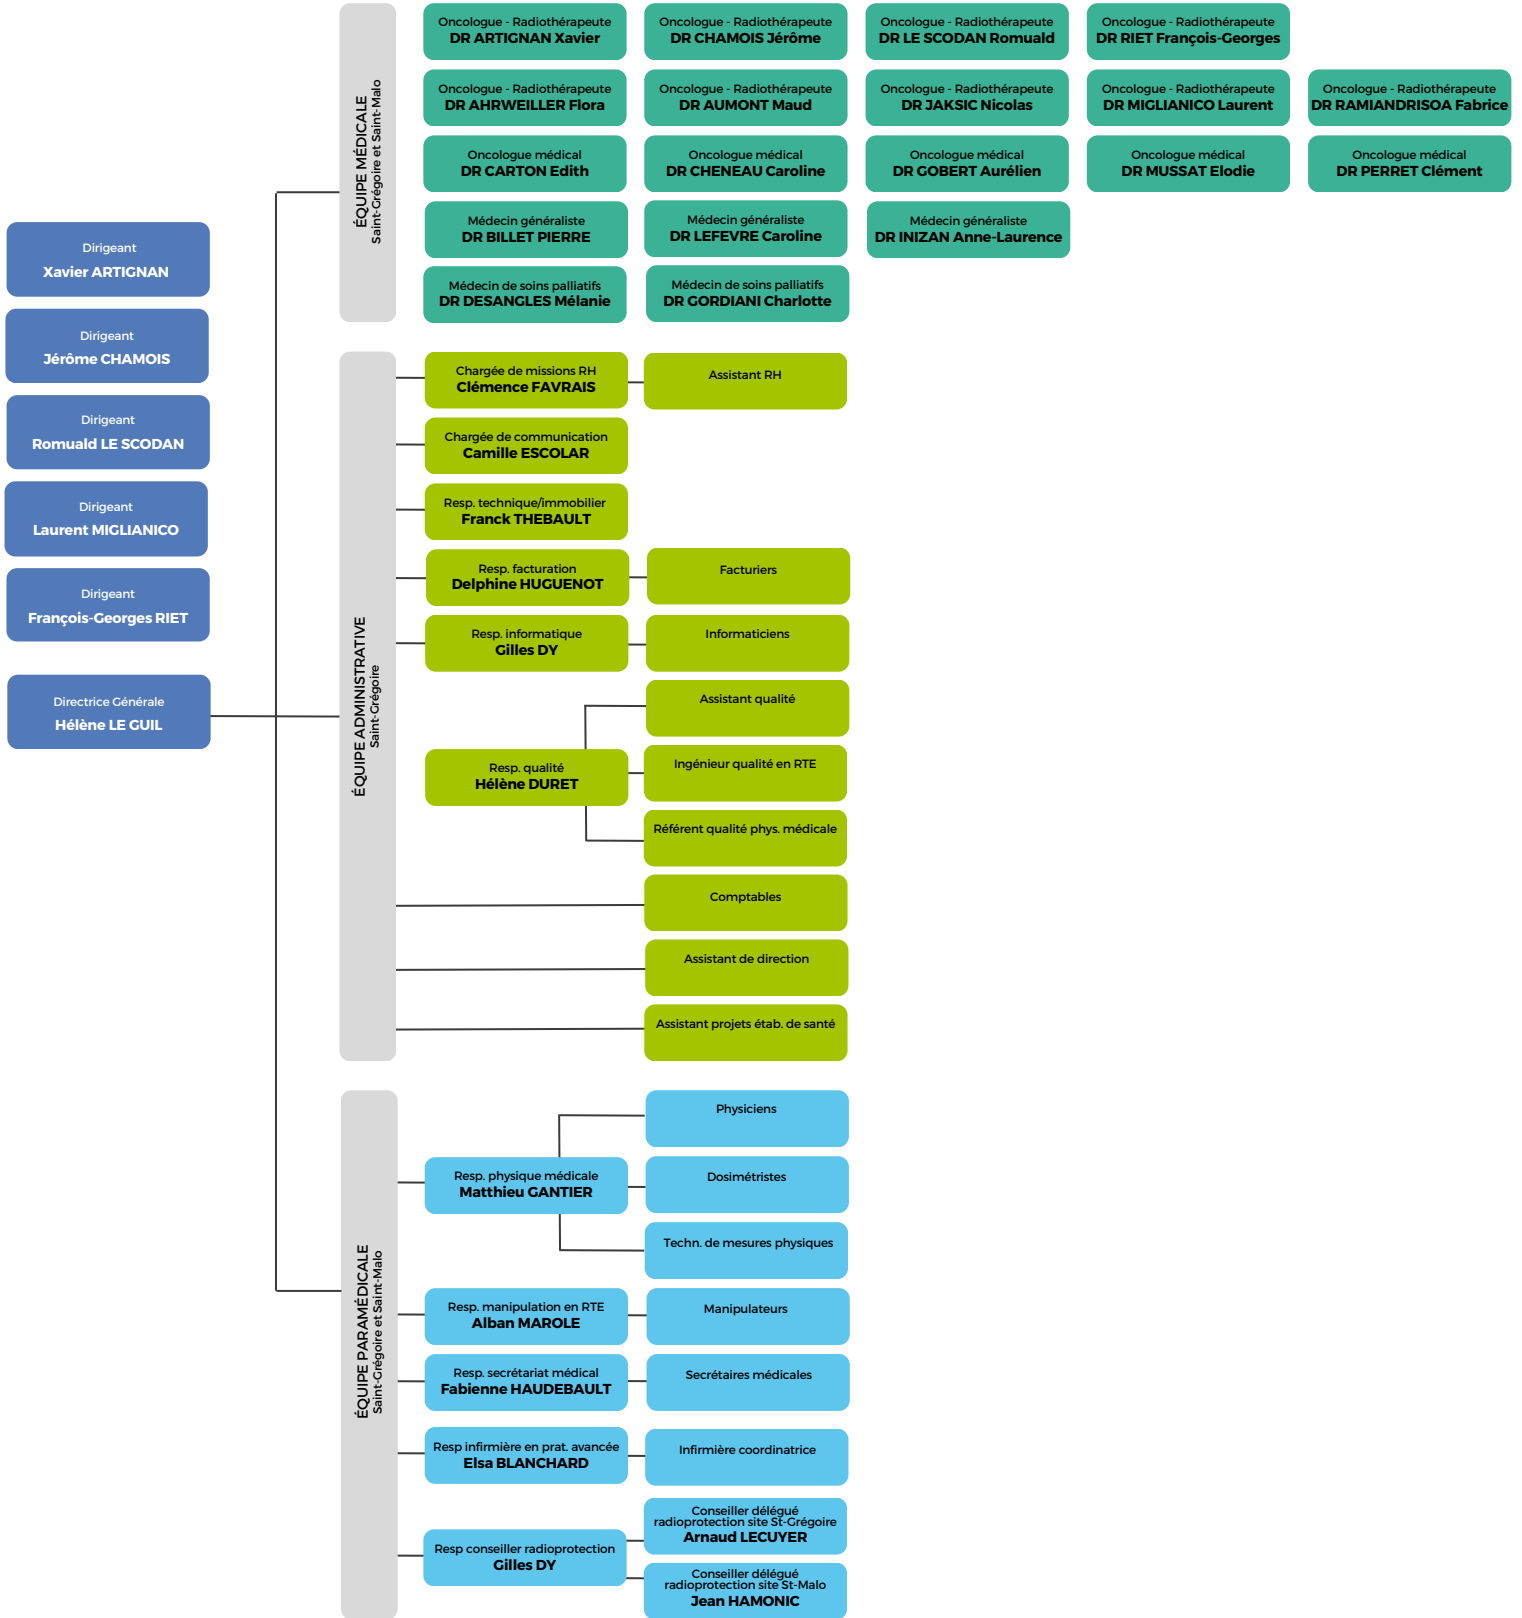 Dirigeant
Xavier ARTIGNAN
Dirigeant
Jérôme CHAMOIS
Dirigeant
Romuald LE SCODAN
Dirigeant
Laurent MIGLIANICO
Dirigeant
François-Georges RIET
Directrice Générale
Hélène LE GUIL
ÉQUIPE MÉDICALE
Saint-Grégoire et Saint-Malo
Oncologue - Radiothérapeute
DR ARTIGNAN Xavier
Oncologue - Radiothérapeute
DR CHAMOIS Jérôme
Oncologue - Radiothérapeute
DR LE SCODAN Romuald
Oncologue - Radiothérapeute
DR RIET François-Georges
Oncologue - Radiothérapeute
DR AHRWEILLER Flora
Oncologue - Radiothérapeute
DR AUMONT Maud
Oncologue - Radiothérapeute
DR JAKSIC Nicolas
Oncologue - Radiothérapeute
DR MIGLIANICO Laurent
Oncologue - Radiothérapeute
DR RAMIANDRISOA Fabrice
Oncologue médical
DR CARTON Edith
Oncologue médical
DR CHENEAU Caroline
Oncologue médical
DR GOBERT Aurélien
Oncologue médical
DR MUSSAT Elodie
Oncologue médical
DR PERRET Clément
Médecin généraliste
DR BILLET PIERRE
Médecin généraliste
DR LEFEVRE Caroline
Médecin généraliste
DR INIZAN Anne-Laurence
Médecin de soins palliatifs
DR DESANGLES Mélanie
Médecin de soins palliatifs
DR GORDIANI Charlotte
ÉQUIPE ADMINISTRATIVE
Saint-Grégoire
Chargée de missions RH
Clémence FAVRAIS
Assistant RH
Chargée de communication
Camille ESCOLAR
Resp. technique/immobilier
Franck THEBAULT
Resp. facturation
Delphine HUGUENOT
Facturiers
Resp. informatique
Gilles DY
Informaticiens
Resp. qualité
Hélène DURET
Assistant qualité
Ingénieur qualité en RTE
Référent qualité phys. médicale
Comptables
Assistant de direction
Assistant projets étab. de santé
ÉQUIPE PARAMÉDICALE
Saint-Grégoire et Saint-Malo
Resp. physique médicale
Matthieu GANTIER
Physiciens
Dosimétristes
Techn. de mesures physiques
Resp. manipulation en RTE
Alban MAROLE
Manipulateurs
Resp. secrétariat médical
Fabienne HAUDEBAULT
Secrétaires médicales
Resp infirmière en prat. avancée
Elsa BLANCHARD
Infirmière coordinatrice
Resp conseiller radioprotection
Gilles DY
Conseiller délégué
radioprotection site St-Grégoire
Arnaud LECUYER
Conseiller délégué
radioprotection site St-Malo
Jean HAMONIC